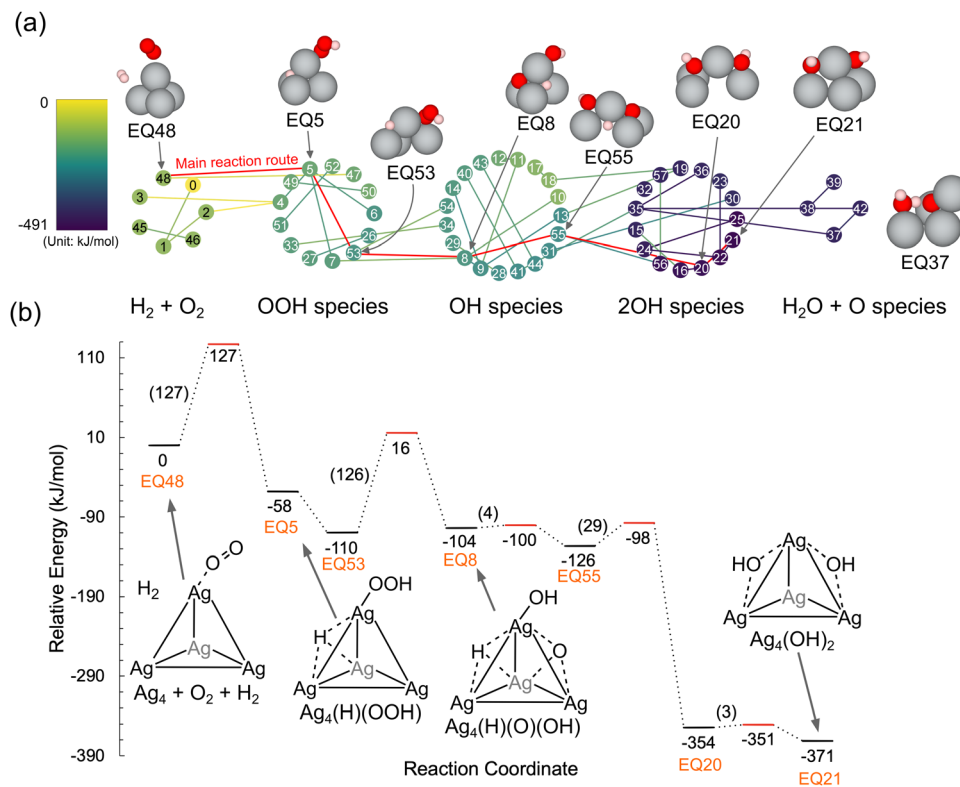 (a)
EQ48
EQ5
EQ53
EQ8
EQ55
EQ20
EQ21
EQ37
0
-491
(Unit: kJ/mol)
Main reaction route
48
0
3
2
45
1
46
5
52
47
49
50
4
6
51
33
26
27
7
53
43
12
11
40
17
18
14
10
54
13
34
55
29
31
8
9
28
41
44
57
19
36
32
23
30
35
25
15
21
24
22
56
16
20
39
38
42
37
H2 + O2
OOH species
OH species
2OH species
H2O + O species
(b)
Relative Energy (kJ/mol)
110
10
-90
-190
-290
-390
(127)
127
0
EQ48
-58
EQ5
-110
EQ53
(126)
16
-104
EQ8
(4)
-100
-126
EQ55
(29)
-98
-354
EQ20
(3)
-351
-371
EQ21
H2
O=O
Ag
Ag
Ag
Ag
Ag4 + O2 + H2
OOH
Ag
H
Ag
Ag
Ag
Ag4(H)(OOH)
OH
Ag
H
O
Ag
Ag
Ag
Ag4(H)(O)(OH)
Ag
HO
OH
Ag
Ag
Ag
Ag4(OH)2
Reaction Coordinate